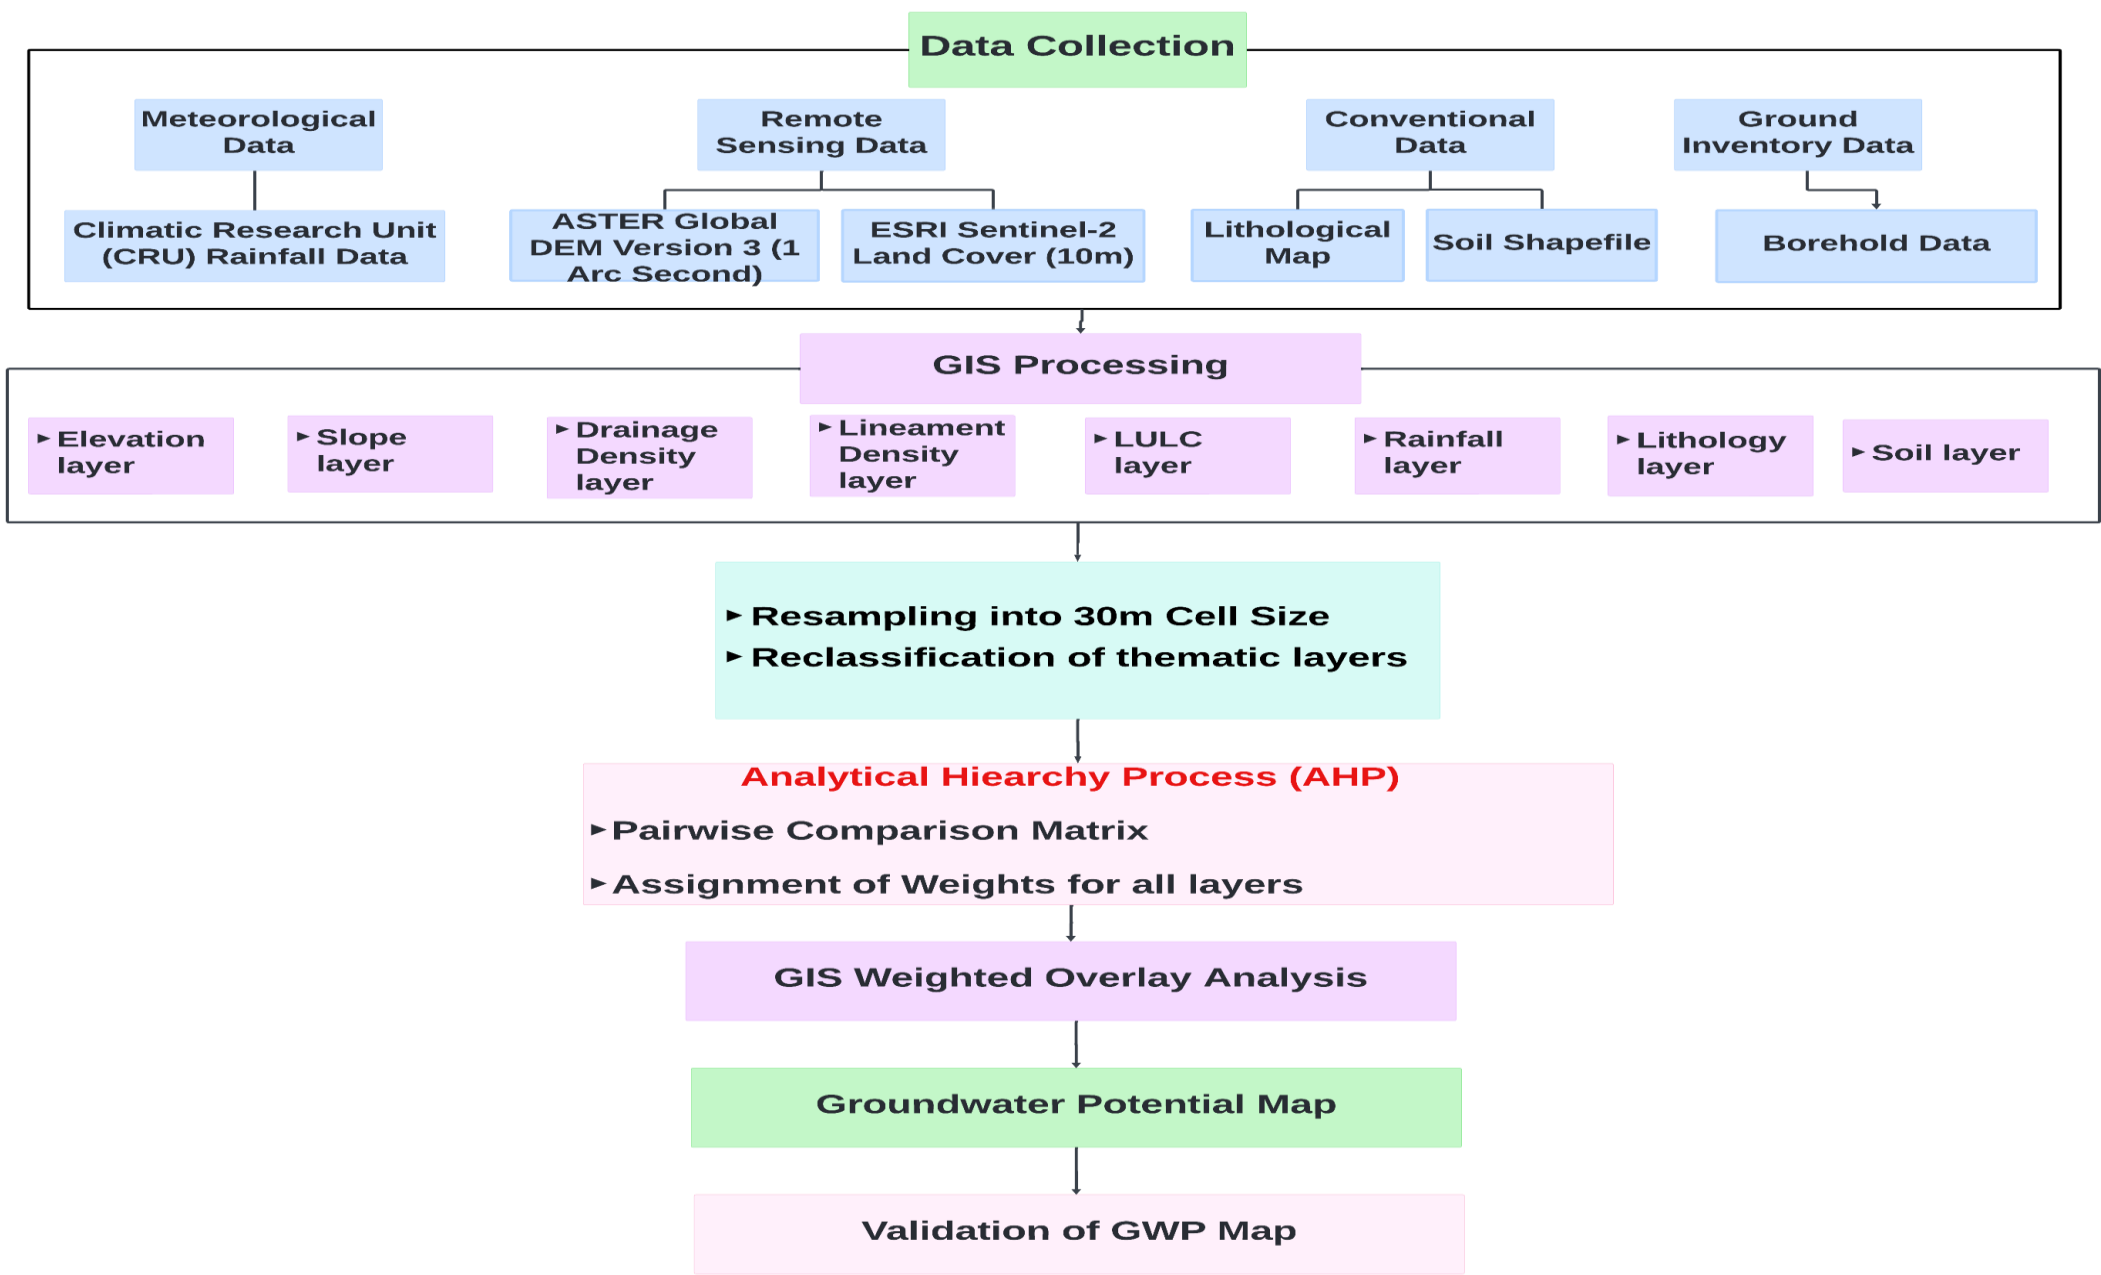 Data Collection
Meteorological
Data
Remote
Sensing Data
Conventional
Data
Ground
Inventory Data
Climatic Research Unit
(CRU) Rainfall Data
ASTER Global
DEM Version 3 (1
Arc Second)
ESRI Sentinel-2
Land Cover (10m)
Lithological
Map
Soil Shapefile
Borehold Data
GIS Processing
► Elevation
layer
► Slope
layer
► Drainage
Density
layer
► Lineament
Density
layer
► LULC
layer
► Rainfall
layer
► Lithology
layer
► Soil layer
► Resampling into 30m Cell Size
► Reclassification of thematic layers
Analytical Hiearchy Process (AHP)
► Pairwise Comparison Matrix
► Assignment of Weights for all layers
GIS Weighted Overlay Analysis
Groundwater Potential Map
Validation of GWP Map